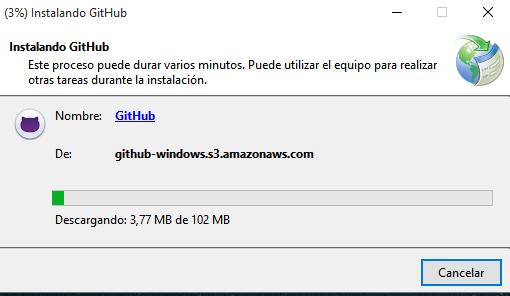 (3%) Instalando GitHub
Instalando GitHub
Este proceso puede durar varios minutos. Puede utilizar el equipo para realizar
otras tareas durante la instalación.
Nombre: GitHub
De: github-windows.s3.amazonaws.com
Descargando: 3,77 MB de 102 MB
Cancelar